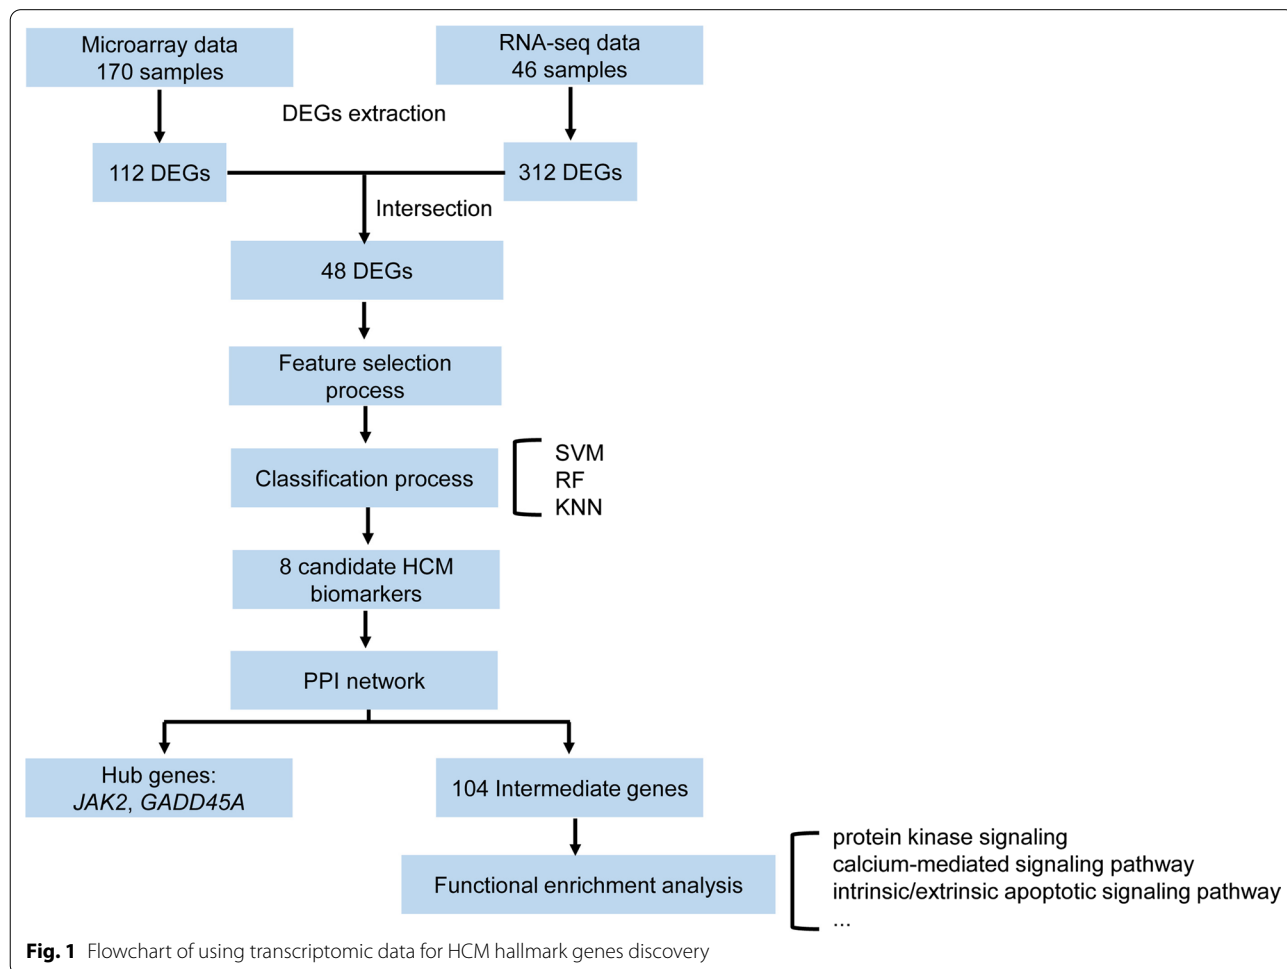 Microarray data
170 samples
RNA-seq data
46 samples
DEGs extraction
112 DEGs
312 DEGs
Intersection
48 DEGs
Feature selection
process
Classification process
SVM
RF
KNN
8 candidate HCM
biomarkers
PPI network
Hub genes:
JAK2, GADD45A
104 Intermediate genes
Functional enrichment analysis
protein kinase signaling
calcium-mediated signaling pathway
intrinsic/extrinsic apoptotic signaling pathway
...
Fig. 1 Flowchart of using transcriptomic data for HCM hallmark genes discovery